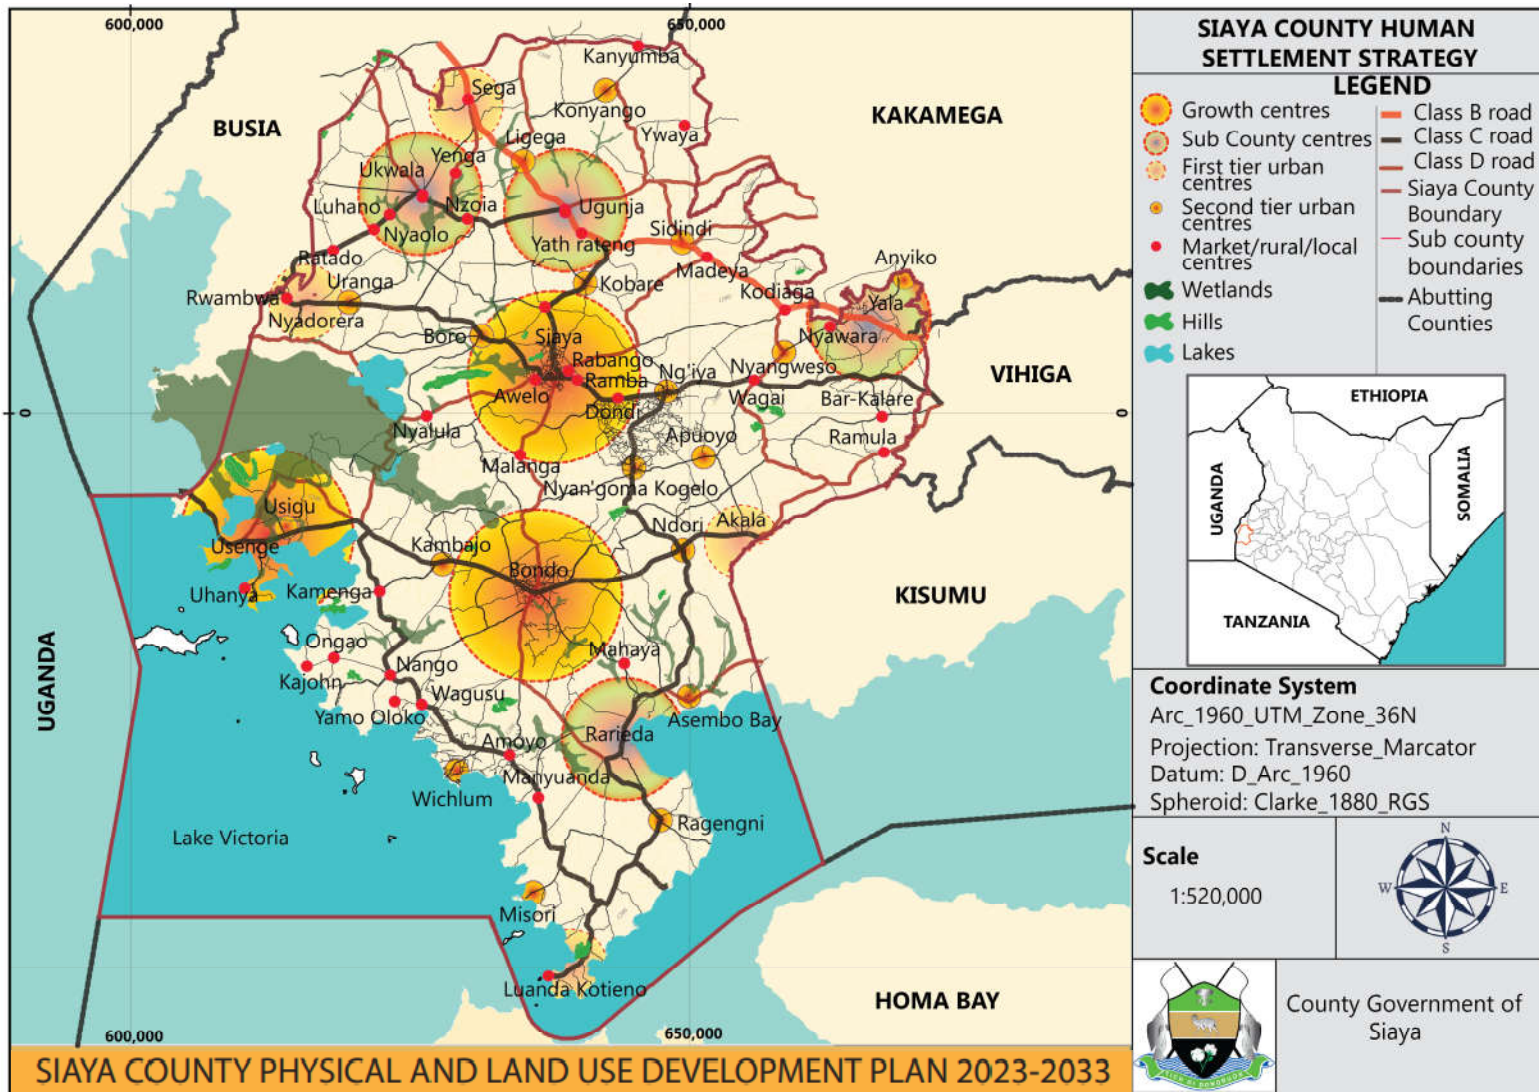 600,000
650,000
Kanyumba
Sega
Konyango
BUSIA
KAKAMEGA
Ligega
Ywaya
Yenga
Ukwala
Luhano
Nzoia
Ugunja
Nyaolo
Sidindi
Yath rateng
Ratado
Madeya
Anyiko
Uranga
Kobare
Kodiaga
Rwambwa
Yala
Nyadorera
Boro
Siaya
Nyawara
Rabango
Nyangweso
Ng'iya
VIHIGA
Awelo
Ramba
Wagai
Bar-Kalare
0
Dondi
0
Nyalula
Apuoyo
Ramula
Malanga
Nyan'goma Kogelo
Usigu
Ndori
Akala
Usenge
Kambajo
Bondo
Uhanya
Kamenga
KISUMU
UGANDA
Ongao
Mahaya
Nango
Kajohn
Wagusu
Yamo Oloko
Asembo Bay
Rarieda
Amoyo
Manyuanda
Wichlum
Ragengni
Lake Victoria
Misori
Luanda Kotieno
HOMA BAY
600,000
650,000
SIAYA COUNTY PHYSICAL AND LAND USE DEVELOPMENT PLAN 2023-2033
SIAYA COUNTY HUMAN
SETTLEMENT STRATEGY
LEGEND
Growth centres
Sub County centres
First tier urban
centres
Second tier urban
centres
Market/rural/local
centres
Wetlands
Hills
Lakes
Class B road
Class C road
Class D road
Siaya County
Boundary
Sub county
boundaries
Abutting
Counties
ETHIOPIA
UGANDA
SOMALIA
TANZANIA
Coordinate System
Arc_1960_UTM_Zone_36N
Projection: Transverse_Marcator
Datum: D_Arc_1960
Spheroid: Clarke_1880_RGS
Scale
1:520,000
N
W
E
S
County Government of
Siaya